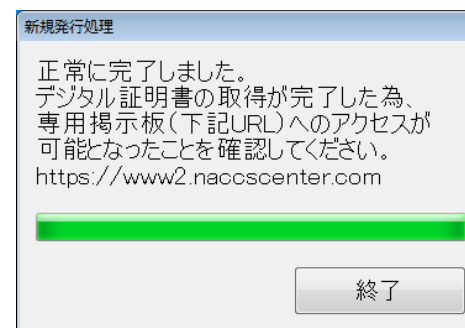 新規発行処理
正常に完了しました。
デジタル証明書の取得が完了した為、
専用掲示板(下記URL)へのアクセスが
可能となったことを確認してください。
https://www2.naccscenter.com
終了